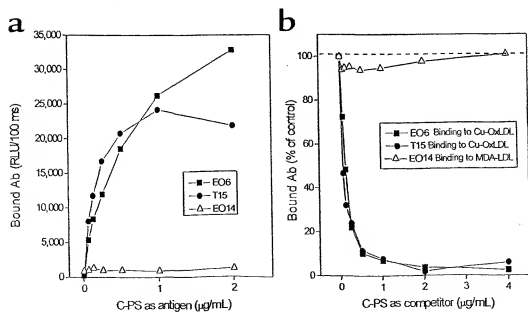 a
35,000
30,000
25,000
20,000
15,000
10,000
5,000
0
Bound Ab (RLU/100 ms)
EO6
T15
EO14
0
1
2
C-PS as antigen (µg/mL)
b
100
80
60
40
20
0
Bound Ab (% of control)
EO6 Binding to Cu-OxLDL
T15 Binding to Cu-OxLDL
EO14 Binding to MDA-LDL
0
1
2
3
4
C-PS as competitor (µg/mL)